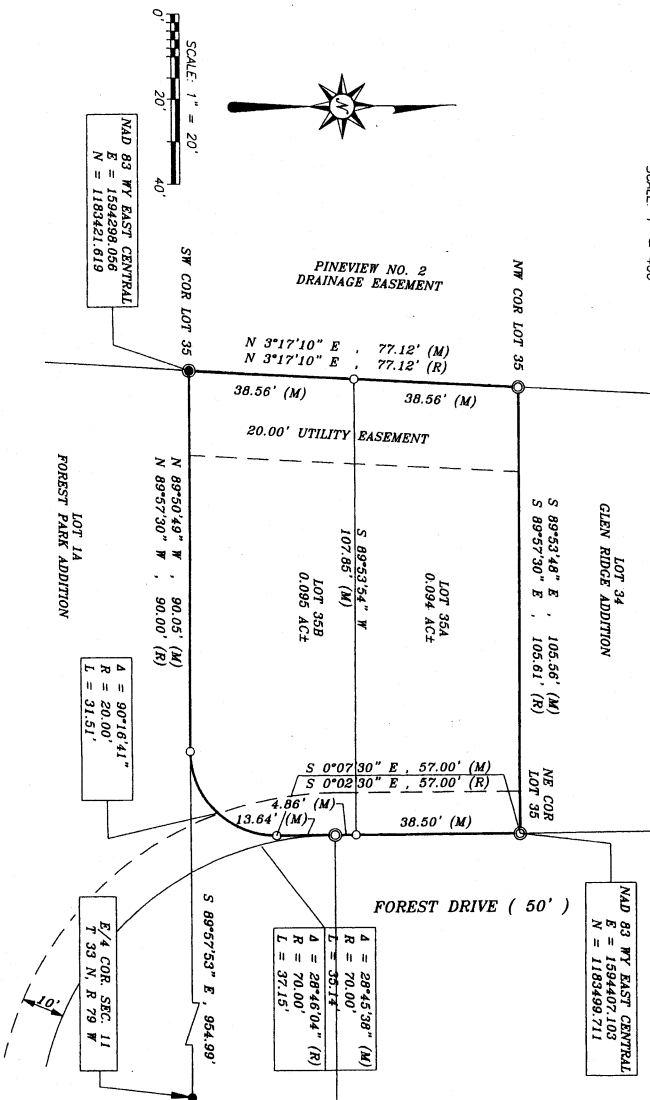 SCALE: 1" = 20'
0'
20'
40'
N
NAD 83 WY EAST CENTRAL
E = 1594298.056
N = 1183421.619
SW COR LOT 35
PINEVIEW NO. 2
DRAINAGE EASEMENT
NW COR LOT 35
N 3°17'10" E , 77.12' (M)
N 3°17'10" E , 77.12' (R)
38.56' (M)
38.56' (M)
20.00' UTILITY EASEMENT
LOT 34
GLEN RIDGE ADDITION
S 89°53'48" E , 105.56' (M)
S 89°57'30" E , 105.61' (R)
LOT 35A
0.094 AC±
S 89°53'54" W
107.85' (M)
LOT 35B
0.095 AC±
N 89°50'49" W , 90.05' (M)
N 89°57'30" W , 90.00' (R)
LOT 1A
FOREST PARK ADDITION
Δ = 90°16'41"
R = 20.00'
L = 31.51'
S 0°07'30" E , 57.00' (M)
S 0°02'30" E , 57.00' (R)
4.86' (M)
13.64' (M)
38.50' (M)
NE COR
LOT 35
NAD 83 WY EAST CENTRAL
E = 1594407.103
N = 1183499.711
FOREST DRIVE ( 50' )
Δ = 28°45'38" (M)
R = 70.00'
L = 35.14'
Δ = 28°46'04" (R)
R = 70.00'
L = 37.15'
S 89°57'53" E , 954.99'
E/4 COR. SEC. 11
T 33 N, R 79 W
10'